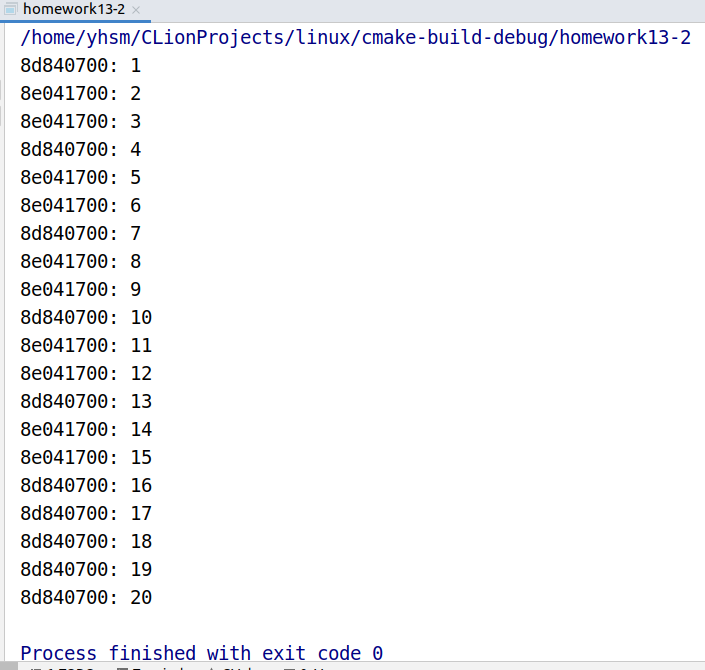 homework13-2
/home/yhsm/CLionProjects/linux/cmake-build-debug/homework13-2
8d840700: 1
8e041700: 2
8e041700: 3
8d840700: 4
8e041700: 5
8e041700: 6
8d840700: 7
8e041700: 8
8e041700: 9
8d840700: 10
8e041700: 11
8e041700: 12
8d840700: 13
8e041700: 14
8e041700: 15
8d840700: 16
8d840700: 17
8d840700: 18
8d840700: 19
8d840700: 20
Process finished with exit code 0